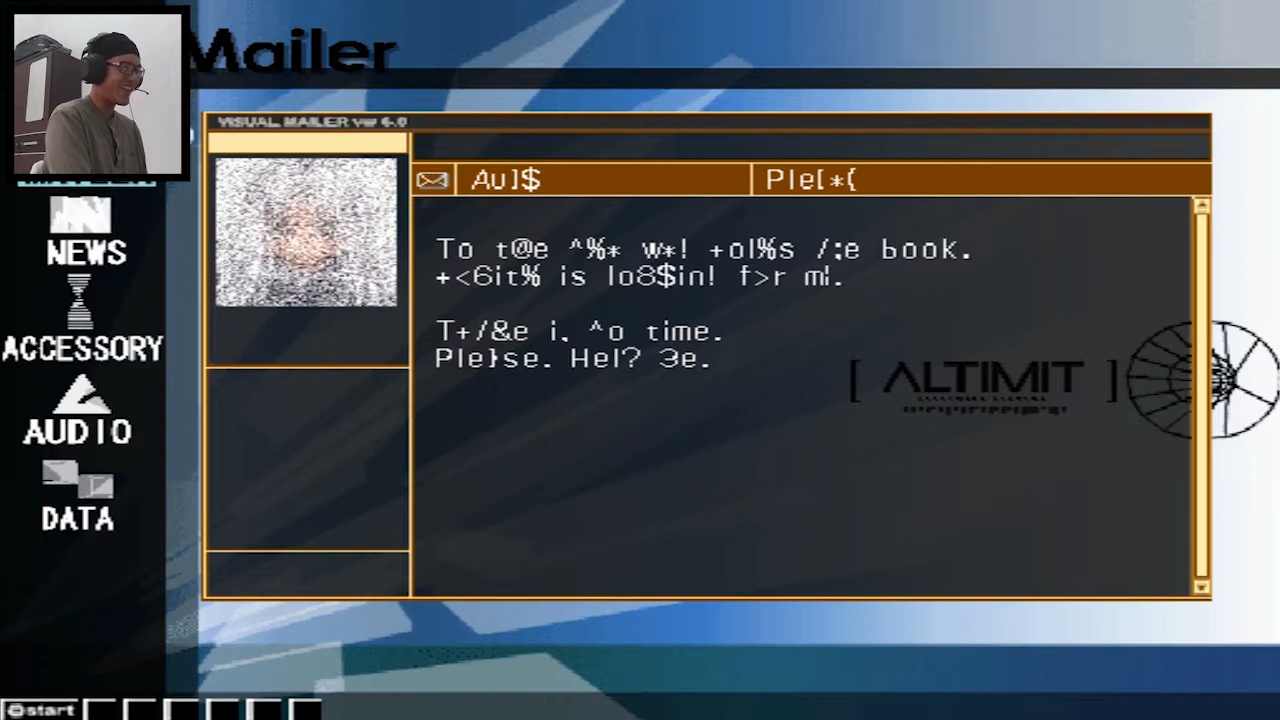 Mailer
VISUAL MAILER ver 6.0
Au]$
Ple[*{
To t@e ^%* w*! +ol%s /;e book.
+<6it% is lo8$in! f>r m¦.
T+/&e i, ^o time.
Ple}se. Hel? 3e.
[ ALTIMIT ]
NEWS
ACCESSORY
AUDIO
DATA
start